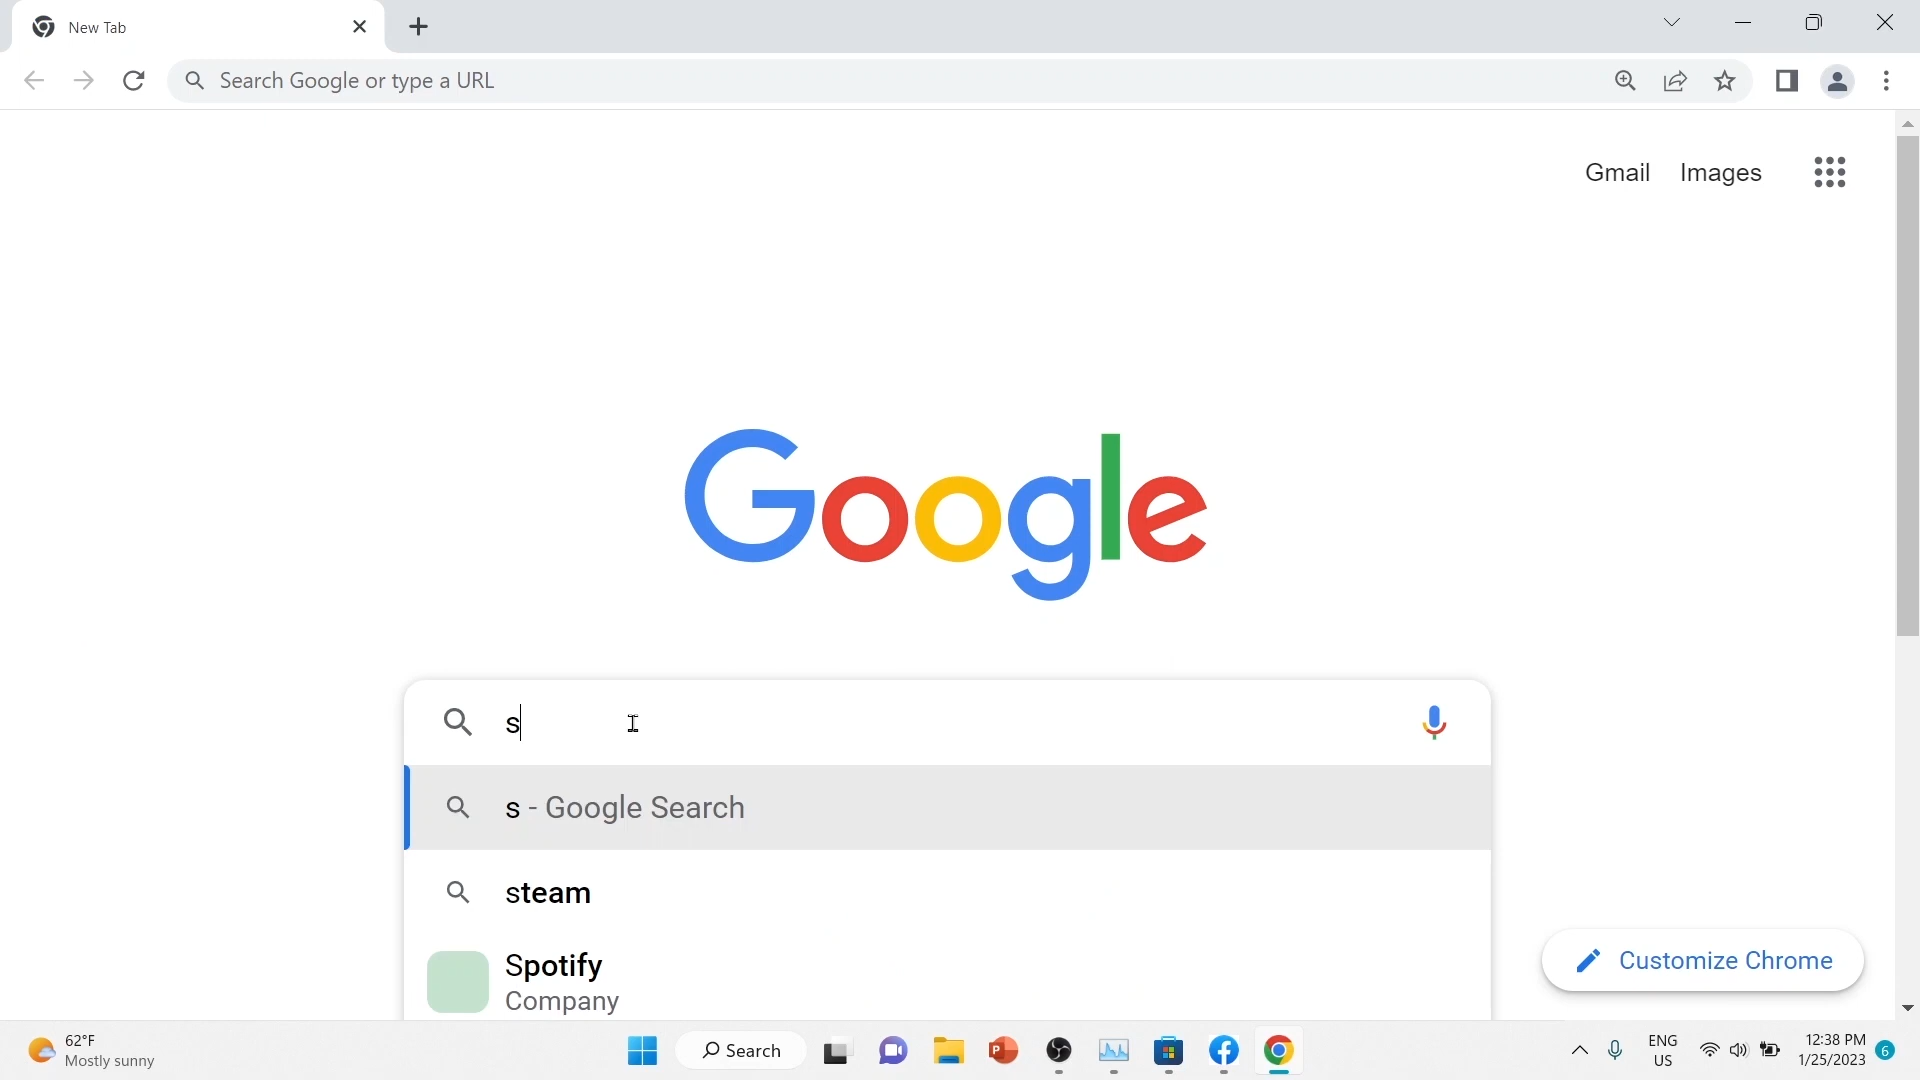 New Tab
Search Google or type a URL
Gmail Images
Google
s
s - Google Search
steam
Spotify
Company
Customize Chrome
62°F
Mostly sunny
Search
ENG
US
12:38 PM
1/25/2023
6